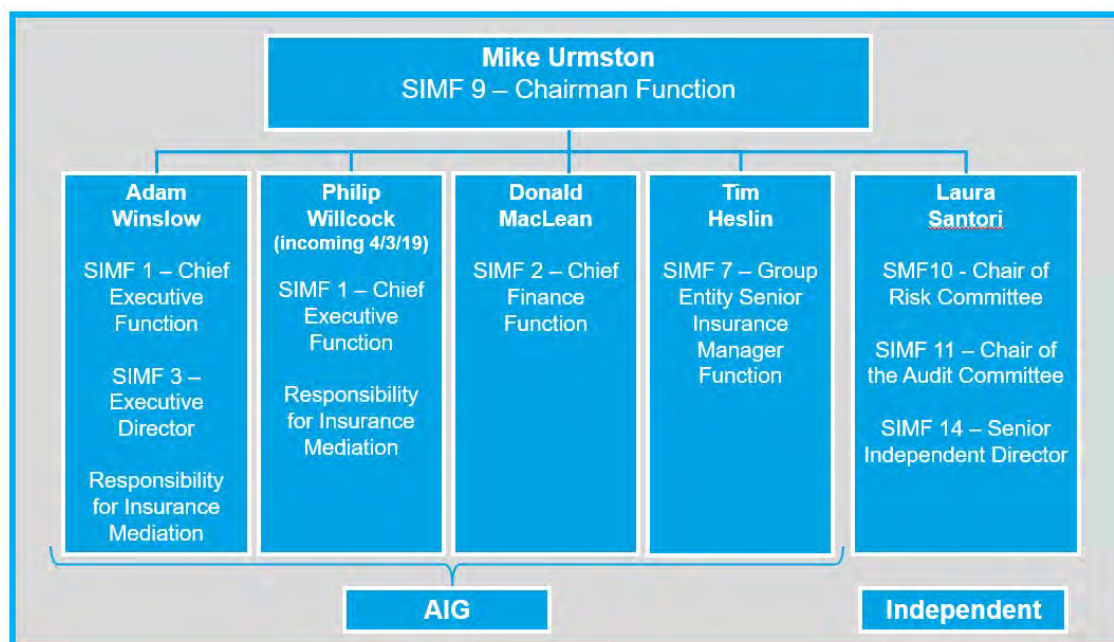 Mike Urmston
SIMF 9 – Chairman Function
Adam
Winslow
SIMF 1 – Chief
Executive
Function
SIMF 3 –
Executive
Director
Responsibility
for Insurance
Mediation
Philip
Willcock
(incoming 4/3/19)
SIMF 1 – Chief
Executive
Function
Responsibility
for Insurance
Mediation
Donald
MacLean
SIMF 2 – Chief
Finance
Function
Tim
Heslin
SIMF 7 – Group
Entity Senior
Insurance
Manager
Function
Laura
Santori
SMF10 - Chair of
Risk Committee
SIMF 11 – Chair of
the Audit Committee
SIMF 14 – Senior
Independent Director
AIG
Independent